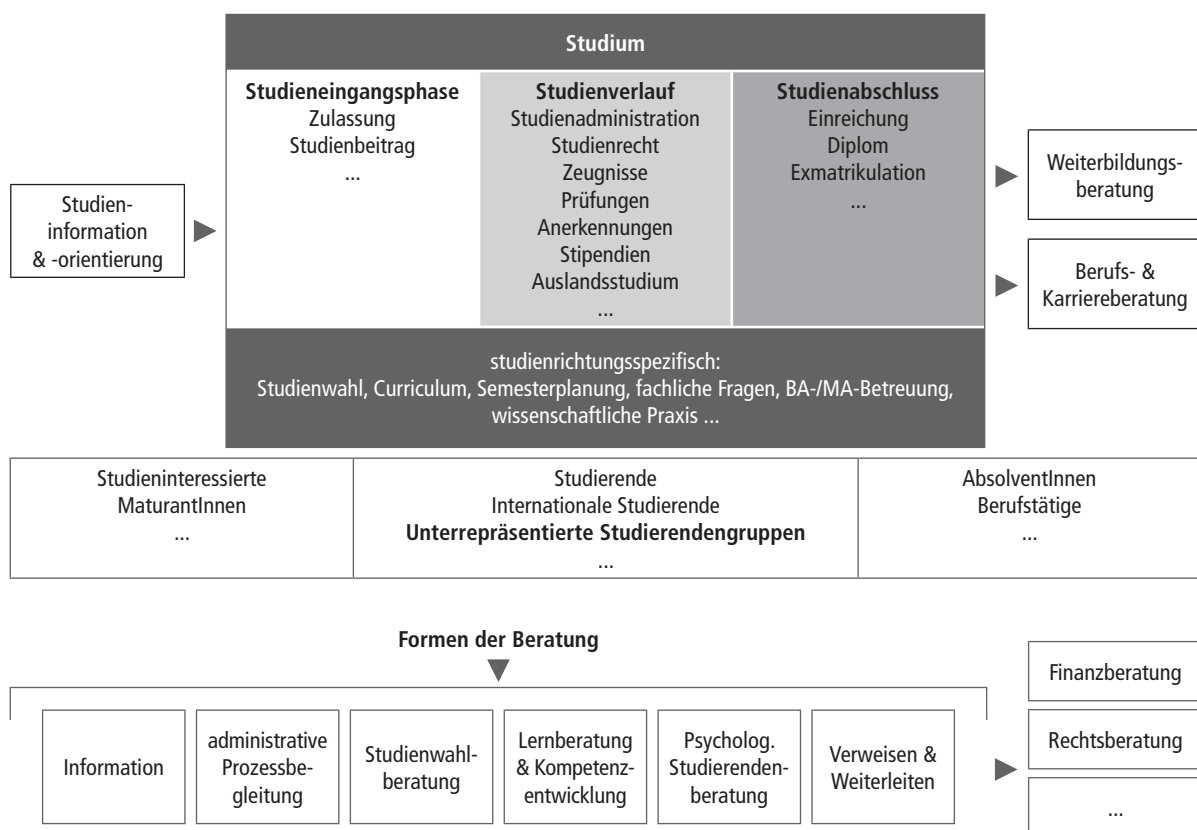 Studium
Studieneingangsphase
Zulassung
Studienbeitrag
...
Studienverlauf
Studienadministration
Studienrecht
Zeugnisse
Prüfungen
Anerkennungen
Stipendien
Auslandsstudium
...
Studienabschluss
Einreichung
Diplom
Exmatrikulation
...
Studien-
information
& -orientierung
Weiterbildungs-
beratung
Berufs- &
Karriereberatung
studienrichtungsspezifisch:
Studienwahl, Curriculum, Semesterplanung, fachliche Fragen, BA-/MA-Betreuung,
wissenschaftliche Praxis ...
Studieninteressierte
MaturantInnen
...
Studierende
Internationale Studierende
Unterrepräsentierte Studierendengruppen
...
AbsolventInnen
Berufstätige
...
Formen der Beratung
Information
administrative
Prozessbe-
gleitung
Studienwahl-
beratung
Lernberatung
& Kompetenz-
entwicklung
Psycholog.
Studierenden-
beratung
Verweisen &
Weiterleiten
Finanzberatung
Rechtsberatung
...